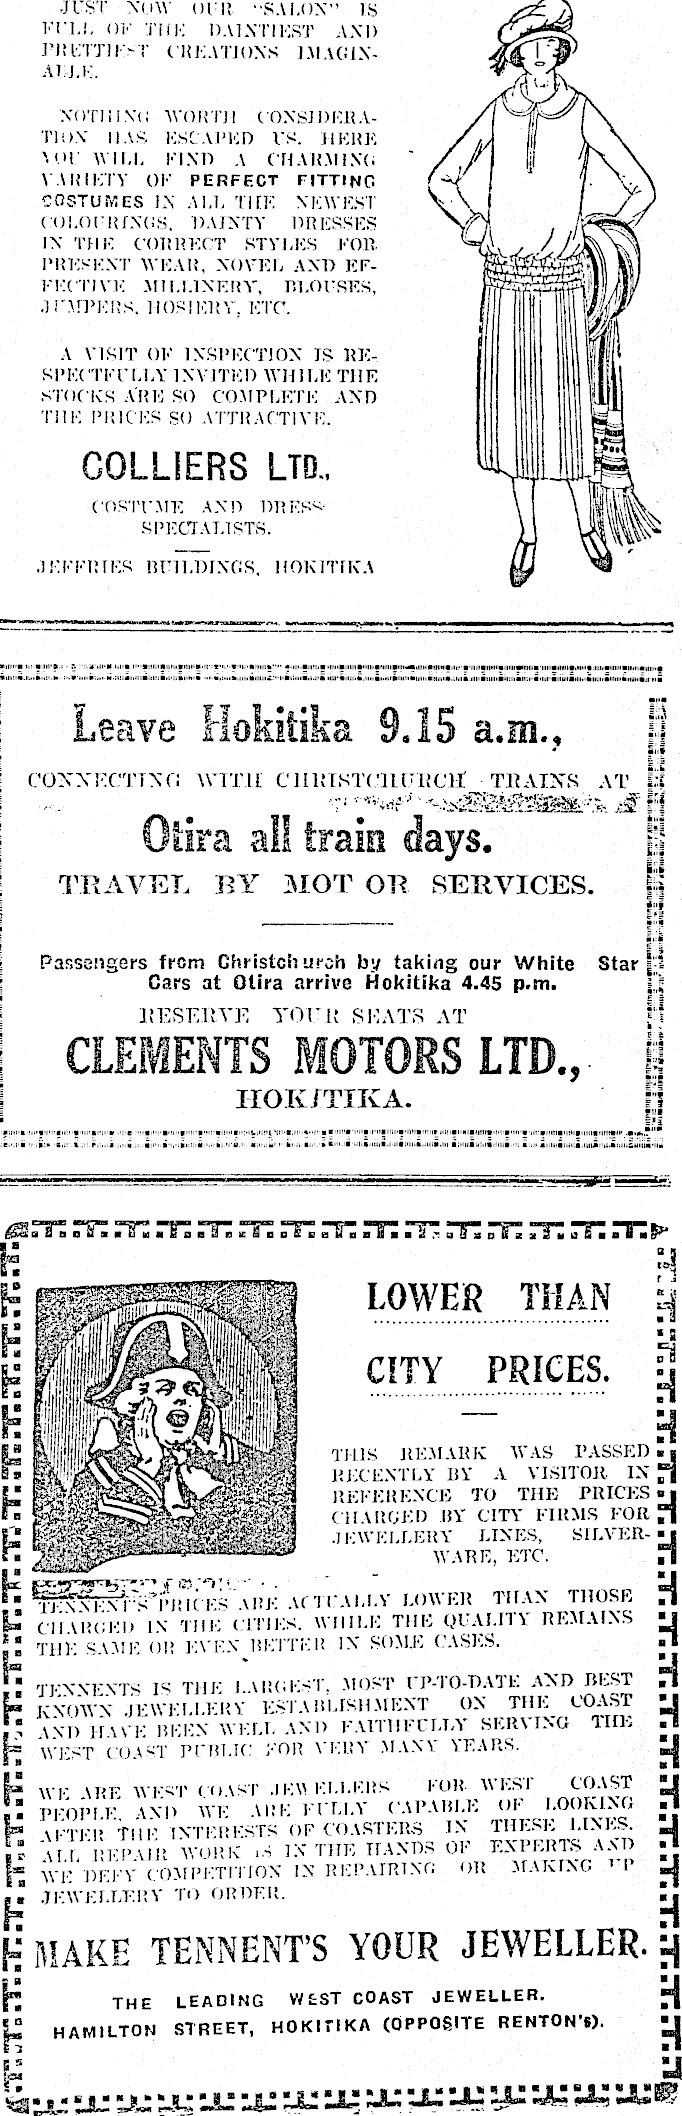 JUST NOW OUR "SALON" IS
FULL OF THE DAINTIEST AND
PRETTIEST CREATIONS IMAGIN-
ABLE.
NOTHING WORTH CONSIDERA-
TION HAS ESCAPED US. HERE
YOU WILL FIND A CHARMING
VARIETY OF PERFECT FITTING
COSTUMES IN ALL THE NEWEST
COLOURINGS, DAINTY DRESSES
IN THE CORRECT STYLES FOR
PRESENT WEAR, NOVEL AND EF-
FECTIVE MILLINERY, BLOUSES,
JUMPERS, HOSIERY, ETC.
A VISIT OF INSPECTION IS RE-
SPECTFULLY INVITED WHILE THE
STOCKS ARE SO COMPLETE AND
THE PRICES SO ATTRACTIVE.
COLLIERS LTD.,
COSTUME AND DRESS
SPECIALISTS.
JEFFRIES BUILDINGS, HOKITIKA
Leave Hokitika 9.15 a.m.,
CONNECTING WITH CHRISTCHURCH TRAINS AT
Otira all train days.
TRAVEL BY MOTOR SERVICES.
Passengers from Christchurch by taking our White Star
Cars at Otira arrive Hokitika 4.45 p.m.
RESERVE YOUR SEATS AT
CLEMENTS MOTORS LTD.,
HOKITIKA.
LOWER THAN
CITY PRICES.
THIS REMARK WAS PASSED
RECENTLY BY A VISITOR IN
REFERENCE TO THE PRICES
CHARGED BY CITY FIRMS FOR
JEWELLERY LINES, SILVER-
WARE, ETC.
TENNENT'S PRICES ARE ACTUALLY LOWER THAN THOSE
CHARGED IN THE CITIES, WHILE THE QUALITY REMAINS
THE SAME OR EVEN BETTER IN SOME CASES.
TENNENTS IS THE LARGEST, MOST UP-TO-DATE AND BEST
KNOWN JEWELLERY ESTABLISHMENT ON THE COAST
AND HAVE BEEN WELL AND FAITHFULLY SERVING THE
WEST COAST PUBLIC FOR VERY MANY YEARS.
WE ARE WEST COAST JEWELLERS FOR WEST COAST
PEOPLE, AND WE ARE FULLY CAPABLE OF LOOKING
AFTER THE INTERESTS OF COASTERS IN THESE LINES.
ALL REPAIR WORK IS IN THE HANDS OF EXPERTS AND
WE DEFY COMPETITION IN REPAIRING OR MAKING UP
JEWELLERY TO ORDER.
MAKE TENNENT'S YOUR JEWELLER.
THE LEADING WEST COAST JEWELLER.
HAMILTON STREET, HOKITIKA (OPPOSITE RENTON's).